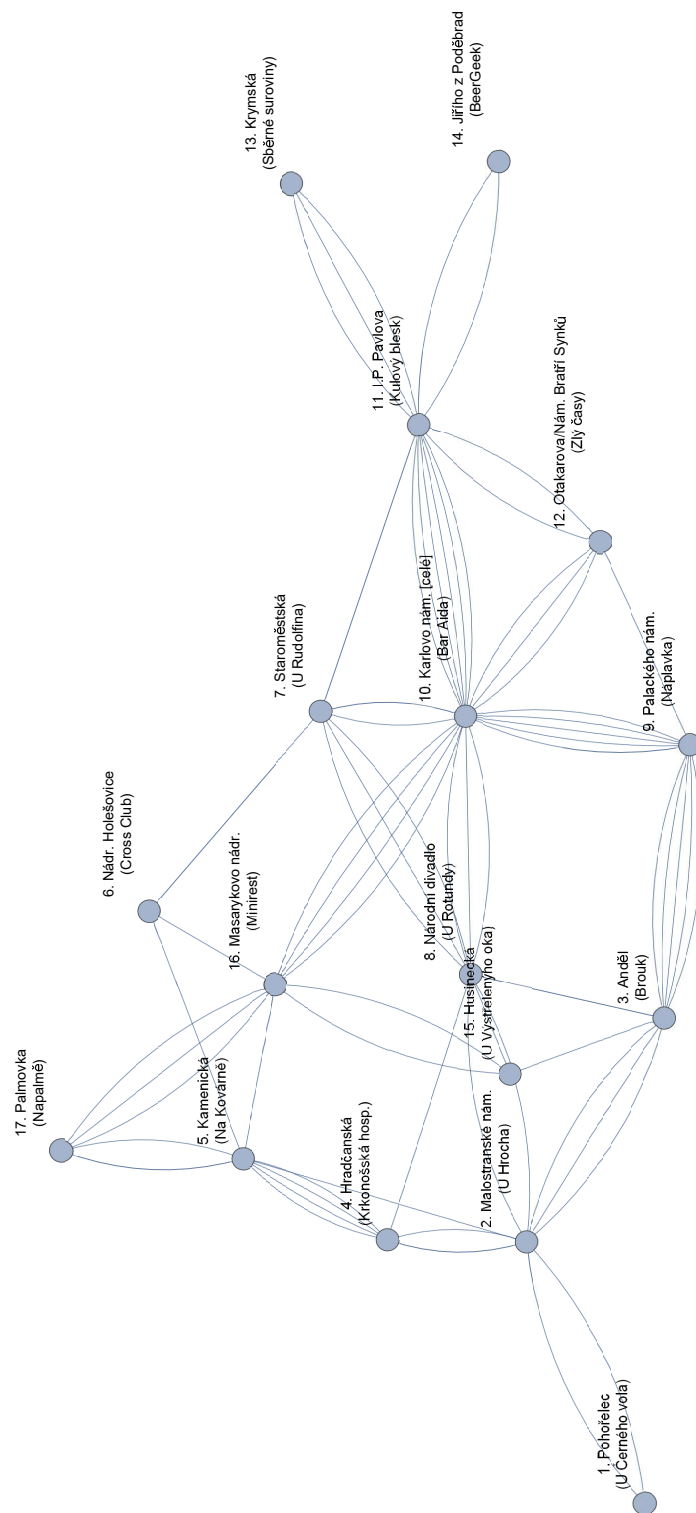 1. Pohořelec
(U Černého vola)
2. Malostranské nám.
(U Hrocha)
3. Anděl
(Brouk)
4. Hradčanská
(Krkonošská hosp.)
5. Kamenická
(Na Kovárně)
6. Nádr. Holešovice
(Cross Club)
7. Staroměstská
(U Rudolfina)
8. Národní divadlo
(U Rotundy)
9. Palackého nám.
(Náplavka)
10. Karlovo nám. [celé]
(Bar Aida)
11. I.P. Pavlova
(Kulový blesk)
12. Otakarova/Nám. Bratří Synků
(Zlý časy)
13. Krymská
(Sběrné suroviny)
14. Jiřího z Poděbrad
(BeerGeek)
15. Husinecká
(U Vystřelenýho oka)
16. Masarykovo nádr.
(Minirest)
17. Palmovka
(Napalmě)